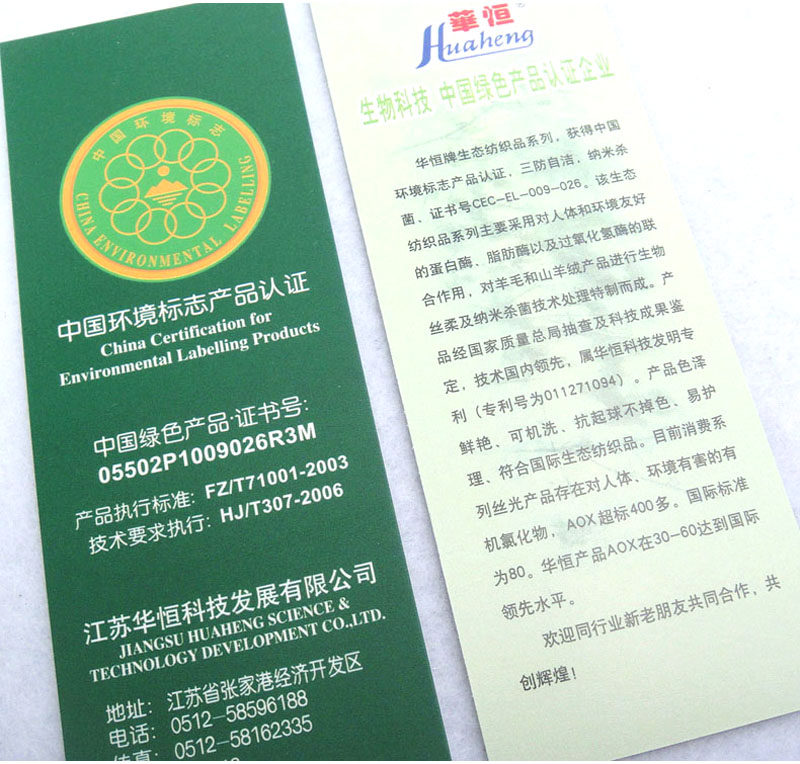 中国环境标志
CHINA ENVIRONMENTAL LABELLING
中国环境标志产品认证
China Certification for
Environmental Labelling Products
中国绿色产品·证书号:
05502P1009026R3M
产品执行标准: FZ/T71001-2003
技术要求执行: HJ/T307-2006
江苏华恒科技发展有限公司
JIANGSU HUAHENG SCIENCE &
TECHNOLOGY DEVELOPMENT CO.,LTD.
地址: 江苏省张家港经济开发区
电话: 0512-58596188
传真: 0512-58162335
華恒
Huaheng
生物科技 中国绿色产品认证企业
华恒牌生态纺织品系列，获得中国
环境标志产品认证，三防自洁，纳米杀
菌、证书号CEC-EL-009-026。该生态
纺织品系列主要采用对人体和环境友好
的蛋白酶、脂肪酶以及过氧化氢酶的联
合作用，对羊毛和山羊绒产品进行生物
丝柔及纳米杀菌技术处理特制而成。产
品经国家质量总局抽查及科技成果鉴
定，技术国内领先，属华恒科技发明专
利（专利号为011271094）。产品色泽
鲜艳、可机洗、抗起球不掉色、易护
理、符合国际生态纺织品。目前消费系
列丝光产品存在对人体、环境有害的有
机氯化物，AOX超标400多。国际标准
为80。华恒产品AOX在30-60达到国际
领先水平。
欢迎同行业新老朋友共同合作，共
创辉煌！